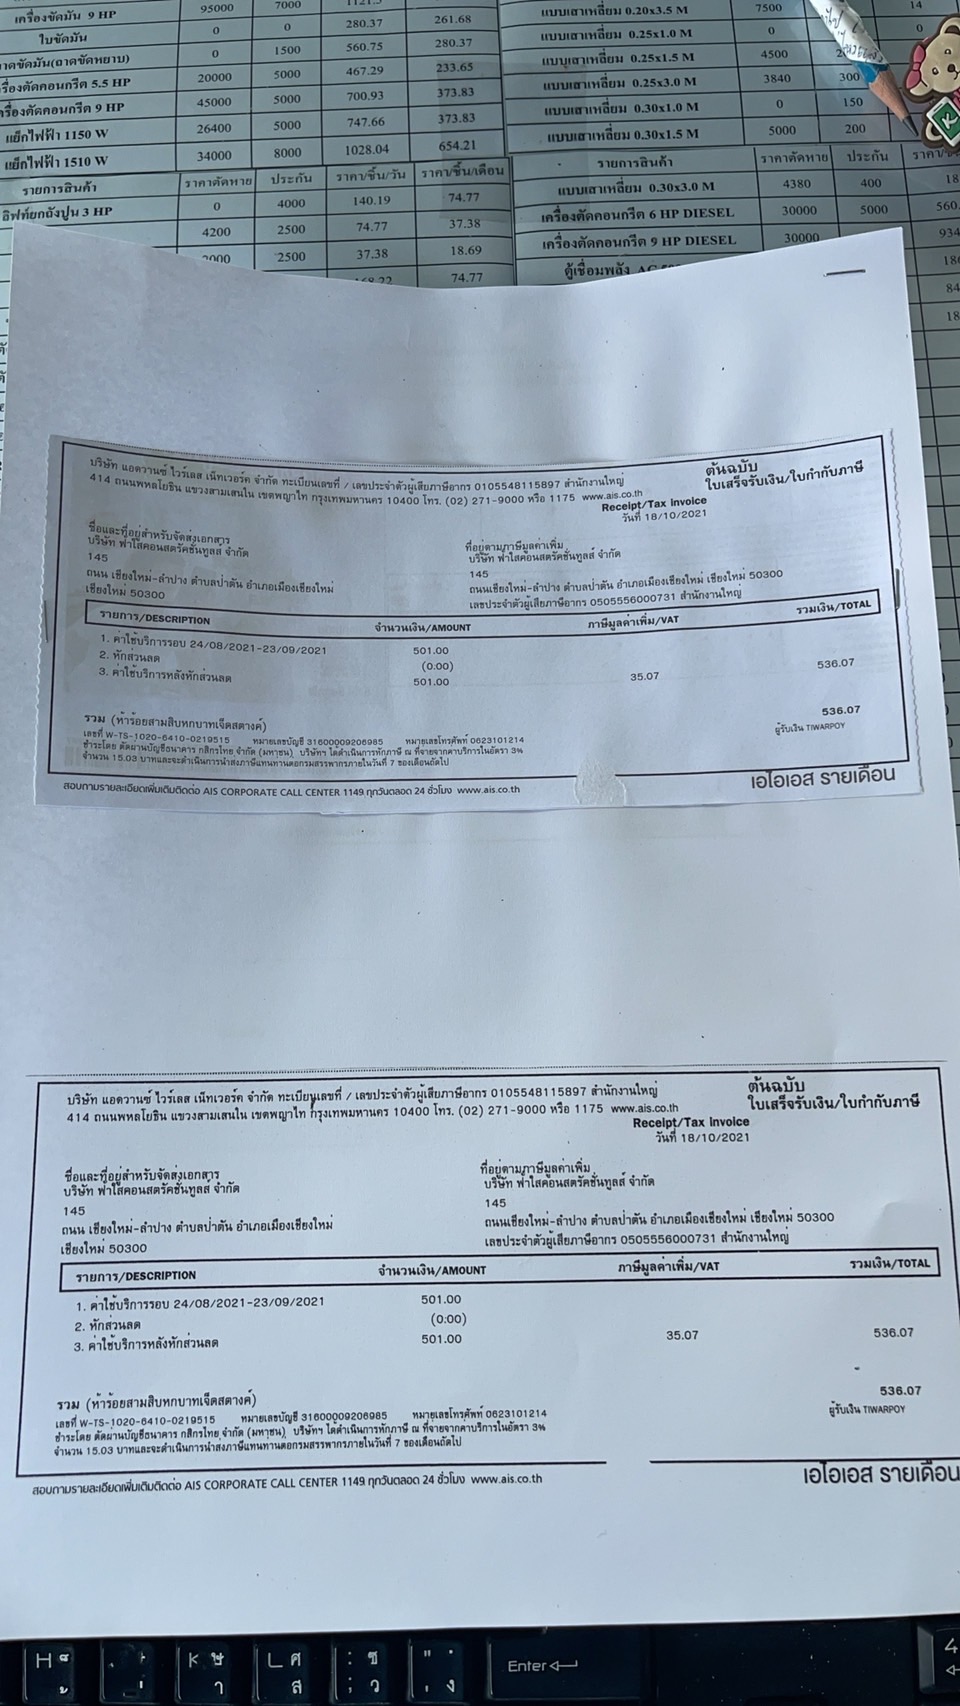 เครื่องขัดมัน 9 HP 95000 7000
ใบขัดมัน 0 0 280.37 261.68
0 1500 560.75 280.37
20000 5000 467.29 233.65
เครื่องตัดคอนกรีต 9 HP 45000 5000 700.93 373.83
แย็กไฟฟ้า 1150 W 26400 5000 747.66 373.83
แย็กไฟฟ้า 1510 W 34000 8000 1028.04 654.21
รายการสินค้า ราคาตัดหาย ประกัน ราคา/ชิ้น/วัน ราคา/ชิ้น/เดือน
0 4000 140.19 74.77
4200 2500 74.77 37.38
2500 37.38 18.69
74.77
แบบเสาเหลี่ยม 0.20x3.5 M 7500 14
แบบเสาเหลี่ยม 0.25x1.0 M 0 0
แบบเสาเหลี่ยม 0.25x1.5 M 4500
แบบเสาเหลี่ยม 0.25x3.0 M 3840 300
แบบเสาเหลี่ยม 0.30x1.0 M 0 150
แบบเสาเหลี่ยม 0.30x1.5 M 5000 200
รายการสินค้า ราคาตัดหาย ประกัน
แบบเสาเหลี่ยม 0.30x3.0 M 4380 400
เครื่องตัดคอนกรีต 6 HP DIESEL 30000 5000
เครื่องตัดคอนกรีต 9 HP DIESEL 30000
บริษัท แอดวานซ์ ไวร์เลส เน็ทเวอร์ค จำกัด ทะเบียนเลขที่ / เลขประจำตัวผู้เสียภาษีอากร 0105548115897 สำนักงานใหญ่
414 ถนนพหลโยธิน แขวงสามเสนใน เขตพญาไท กรุงเทพมหานคร 10400 โทร. (02) 271-9000 หรือ 1175 www.ais.co.th
ต้นฉบับ
ใบเสร็จรับเงิน/ใบกำกับภาษี
Receipt/Tax Invoice
วันที่ 18/10/2021
ชื่อและที่อยู่สำหรับจัดส่งเอกสาร
บริษัท ฟ้าใสคอนสตรัคชั่นทูลส์ จำกัด
145
ถนน เชียงใหม่-ลำปาง ตำบลป่าตัน อำเภอเมืองเชียงใหม่
เชียงใหม่ 50300
ที่อยู่ตามภาษีมูลค่าเพิ่ม
บริษัท ฟ้าใสคอนสตรัคชั่นทูลส์ จำกัด
145
ถนนเชียงใหม่-ลำปาง ตำบลป่าตัน อำเภอเมืองเชียงใหม่ เชียงใหม่ 50300
เลขประจำตัวผู้เสียภาษีอากร 0505556000731 สำนักงานใหญ่
รายการ/DESCRIPTION จำนวนเงิน/AMOUNT ภาษีมูลค่าเพิ่ม/VAT รวมเงิน/TOTAL
1. ค่าใช้บริการรอบ 24/08/2021-23/09/2021 501.00
2. หักส่วนลด (0:00)
3. ค่าใช้บริการหลังหักส่วนลด 501.00 35.07 536.07
536.07
รวม (ห้าร้อยสามสิบหกบาทเจ็ดสตางค์)
ผู้รับเงิน TIWARPOY
เลขที่ W-TS-1020-6410-0219515 หมายเลขบัญชี 31600009206985 หมายเลขโทรศัพท์ 0623101214
ชำระโดย ตัดผ่านบัญชีธนาคาร กสิกรไทย จำกัด (มหาชน) บริษัทฯ ได้ดำเนินการหักภาษี ณ ที่จ่ายจากค่าบริการในอัตรา 3%
จำนวน 15.03 บาทและจะดำเนินการนำส่งภาษีแทนท่านต่อกรมสรรพากรภายในวันที่ 7 ของเดือนถัดไป
สอบถามรายละเอียดเพิ่มเติมติดต่อ AIS CORPORATE CALL CENTER 1149 ทุกวันตลอด 24 ชั่วโมง www.ais.co.th
เอไอเอส รายเดือน
บริษัท แอดวานซ์ ไวร์เลส เน็ทเวอร์ค จำกัด ทะเบียนเลขที่ / เลขประจำตัวผู้เสียภาษีอากร 0105548115897 สำนักงานใหญ่
414 ถนนพหลโยธิน แขวงสามเสนใน เขตพญาไท กรุงเทพมหานคร 10400 โทร. (02) 271-9000 หรือ 1175 www.ais.co.th
ต้นฉบับ
ใบเสร็จรับเงิน/ใบกำกับภาษี
Receipt/Tax Invoice
วันที่ 18/10/2021
ชื่อและที่อยู่สำหรับจัดส่งเอกสาร
บริษัท ฟ้าใสคอนสตรัคชั่นทูลส์ จำกัด
145
ถนน เชียงใหม่-ลำปาง ตำบลป่าตัน อำเภอเมืองเชียงใหม่
เชียงใหม่ 50300
ที่อยู่ตามภาษีมูลค่าเพิ่ม
บริษัท ฟ้าใสคอนสตรัคชั่นทูลส์ จำกัด
145
ถนนเชียงใหม่-ลำปาง ตำบลป่าตัน อำเภอเมืองเชียงใหม่ เชียงใหม่ 50300
เลขประจำตัวผู้เสียภาษีอากร 0505556000731 สำนักงานใหญ่
รายการ/DESCRIPTION จำนวนเงิน/AMOUNT ภาษีมูลค่าเพิ่ม/VAT รวมเงิน/TOTAL
1. ค่าใช้บริการรอบ 24/08/2021-23/09/2021 501.00
2. หักส่วนลด (0:00)
3. ค่าใช้บริการหลังหักส่วนลด 501.00 35.07 536.07
536.07
รวม (ห้าร้อยสามสิบหกบาทเจ็ดสตางค์)
ผู้รับเงิน TIWARPOY
เลขที่ W-TS-1020-6410-0219515 หมายเลขบัญชี 31600009206985 หมายเลขโทรศัพท์ 0623101214
ชำระโดย ตัดผ่านบัญชีธนาคาร กสิกรไทย จำกัด (มหาชน) บริษัทฯ ได้ดำเนินการหักภาษี ณ ที่จ่ายจากค่าบริการในอัตรา 3%
จำนวน 15.03 บาทและจะดำเนินการนำส่งภาษีแทนท่านต่อกรมสรรพากรภายในวันที่ 7 ของเดือนถัดไป
สอบถามรายละเอียดเพิ่มเติมติดต่อ AIS CORPORATE CALL CENTER 1149 ทุกวันตลอด 24 ชั่วโมง www.ais.co.th
เอไอเอส รายเดือน
H K ษ L ศ : ซ " .
า ส ; ว ' ง
Enter
4